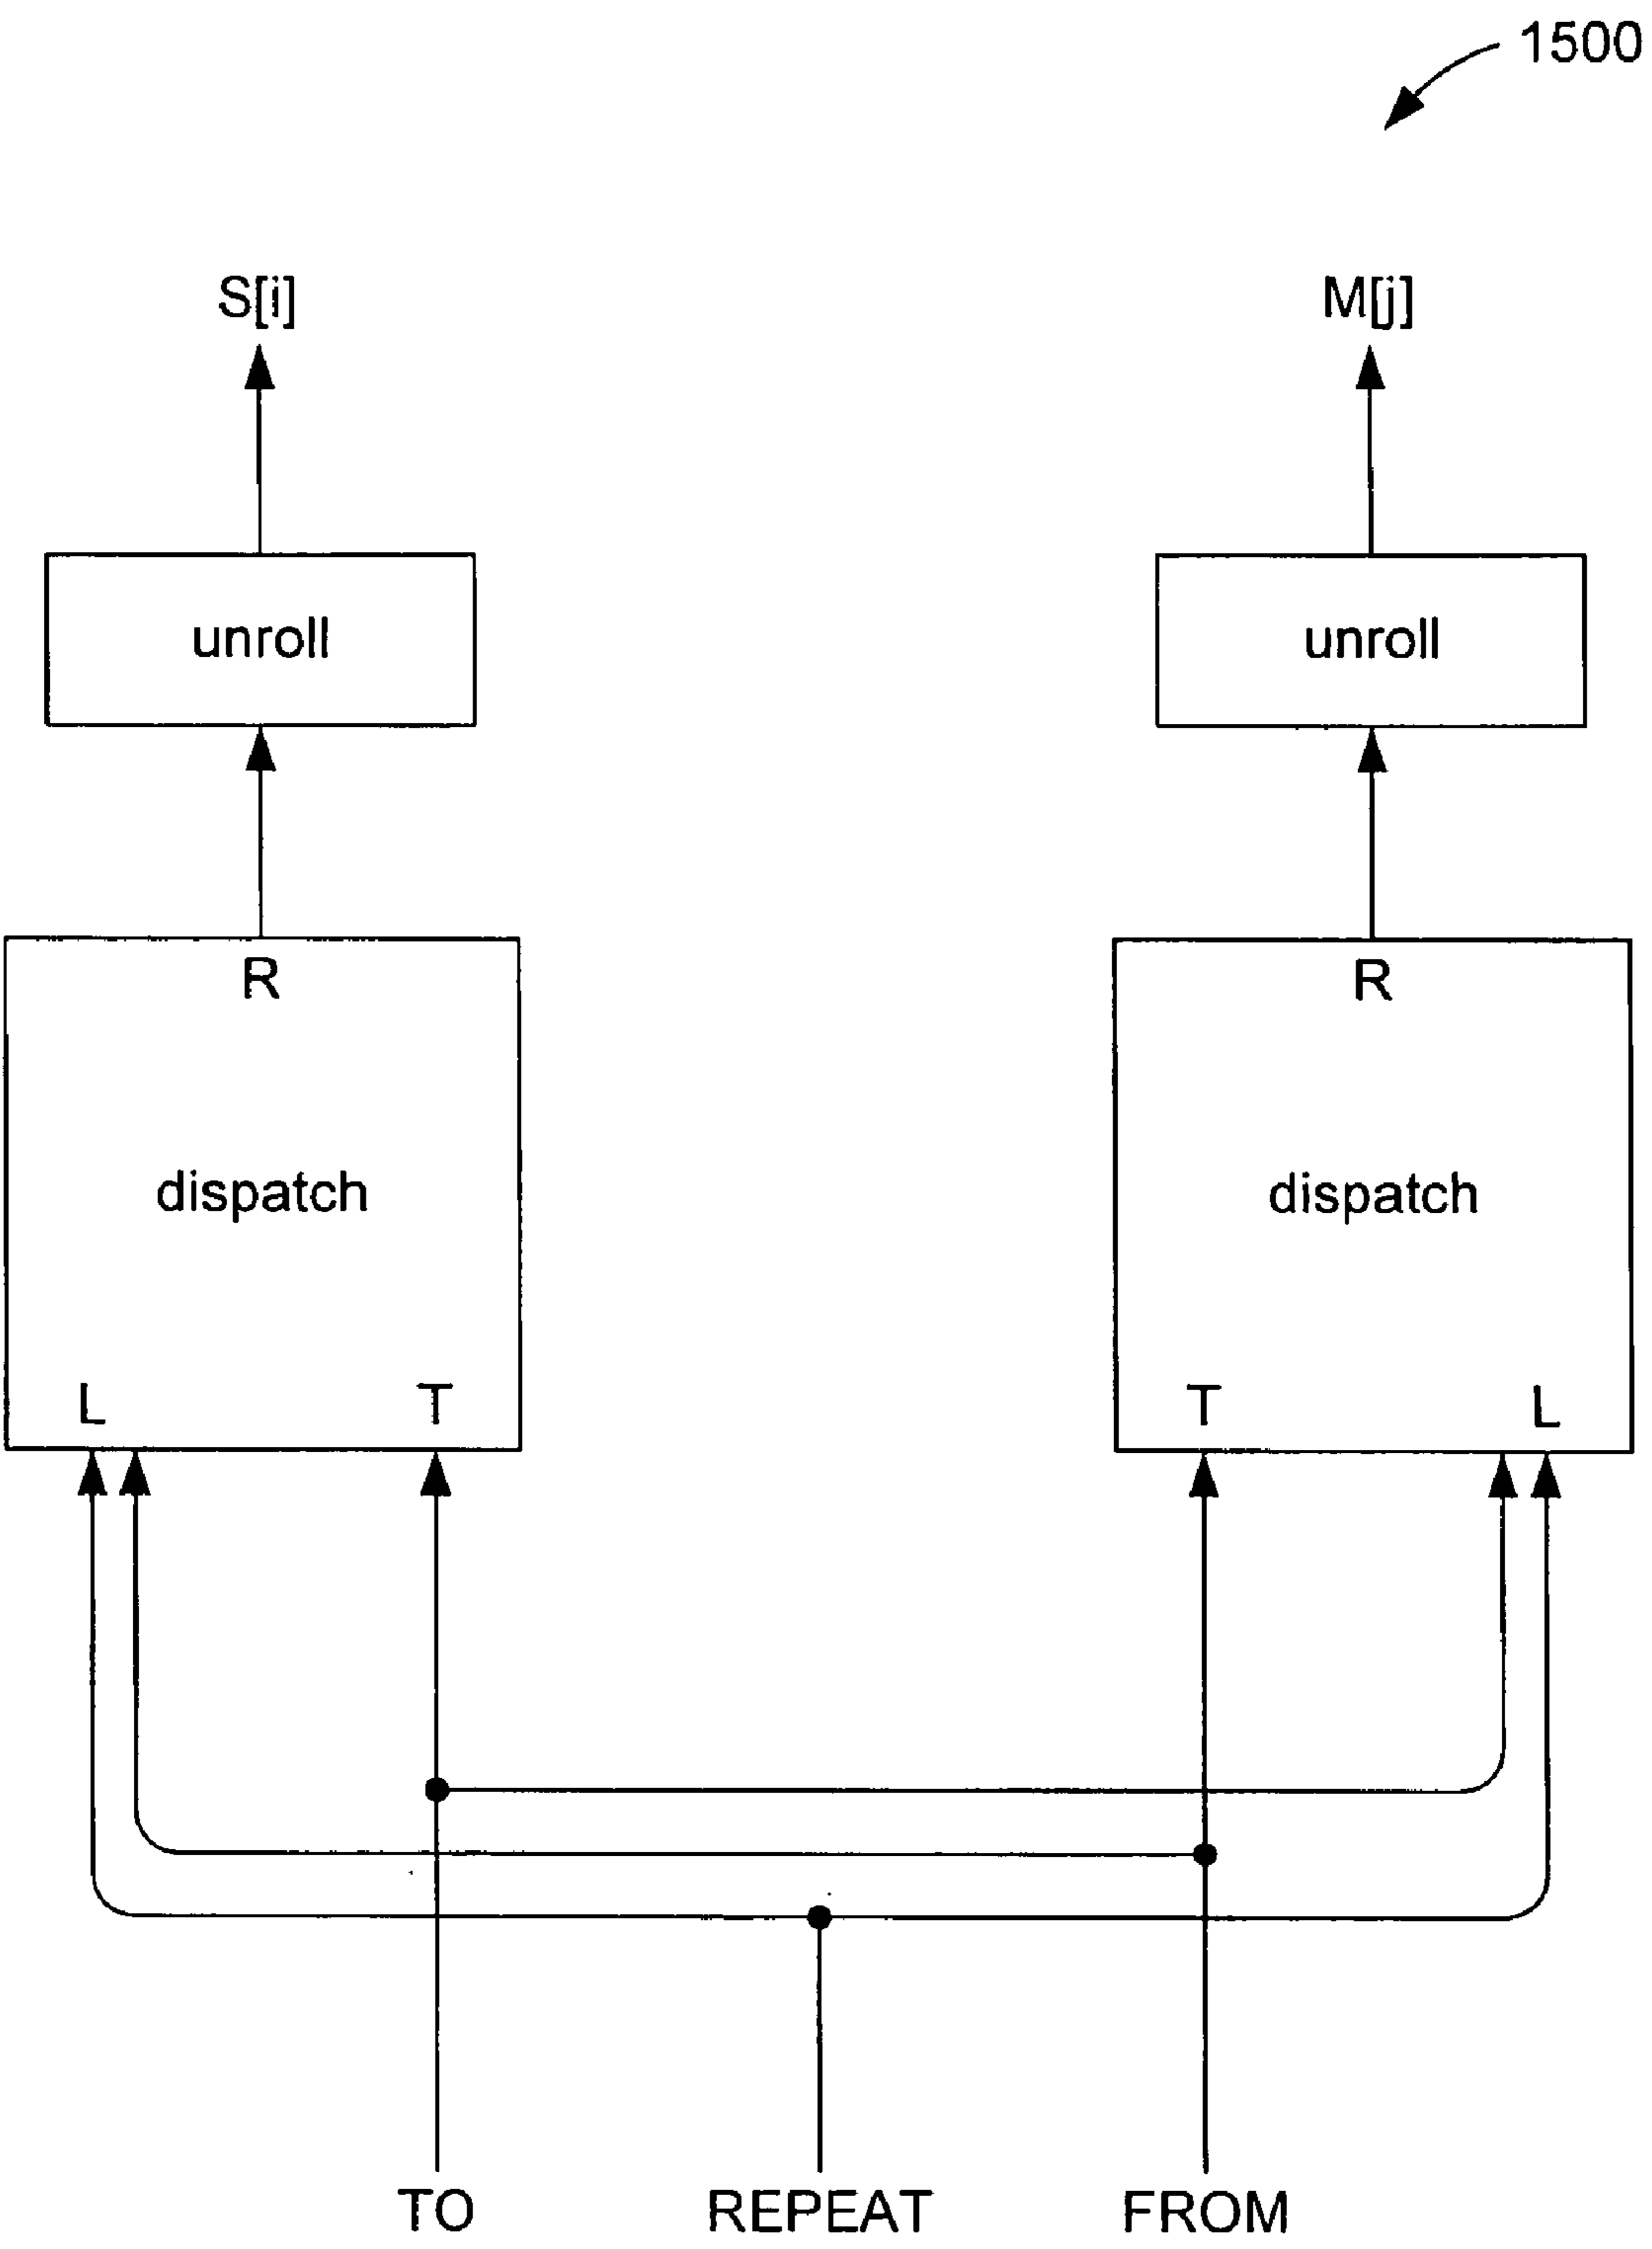 1500
S[i] M[j]
unroll unroll
R R
dispatch dispatch
L T T L
TO REPEAT FROM